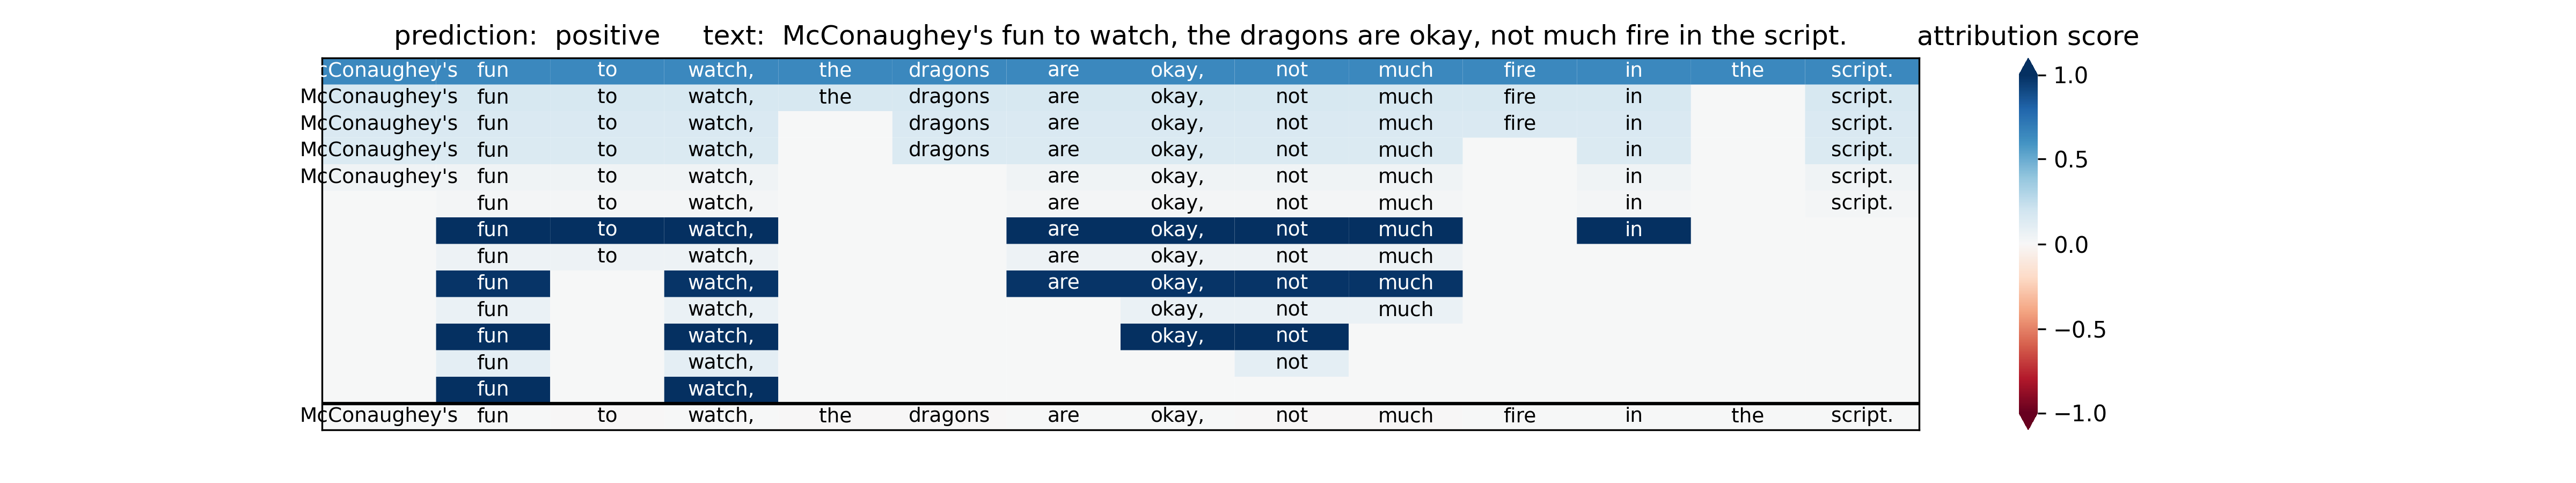 prediction: positive text: McConaughey's fun to watch, the dragons are okay, not much fire in the script. attribution score
cConaughey's fun to watch, the dragons are okay, not much fire in the script.
McConaughey's fun to watch, the dragons are okay, not much fire in script.
McConaughey's fun to watch, dragons are okay, not much fire in script.
McConaughey's fun to watch, dragons are okay, not much in script.
McConaughey's fun to watch, are okay, not much in script.
fun to watch, are okay, not much in script.
fun to watch, are okay, not much in
fun to watch, are okay, not much
fun watch, are okay, not much
fun watch, okay, not much
fun watch, okay, not
fun watch, not
fun watch,
McConaughey's fun to watch, the dragons are okay, not much fire in the script.
1.0
0.5
0.0
−0.5
−1.0